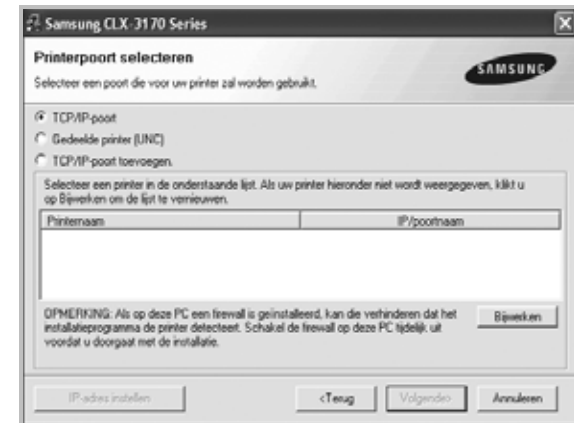 Samsung CLX-3170 Series
Printerpoort selecteren
Selecteer een poort die voor uw printer zal worden gebruikt.
SAMSUNG
TCP/IP-poort
Gedeelde printer (UNC)
TCP/IP-poort toevoegen.
Selecteer een printer in de onderstaande lijst. Als uw printer hieronder niet wordt weergegeven, klikt u
op Bijwerken om de lijst te vernieuwen.
Printernaam
IP/poortnaam
OPMERKING: Als op deze PC een firewall is geïnstalleerd, kan die verhinderen dat het
installatieprogramma de printer detecteert. Schakel de firewall op deze PC tijdelijk uit
voordat u doorgaat met de installatie.
Bijwerken
IP-adres instellen
<Terug
Volgende>
Annuleren